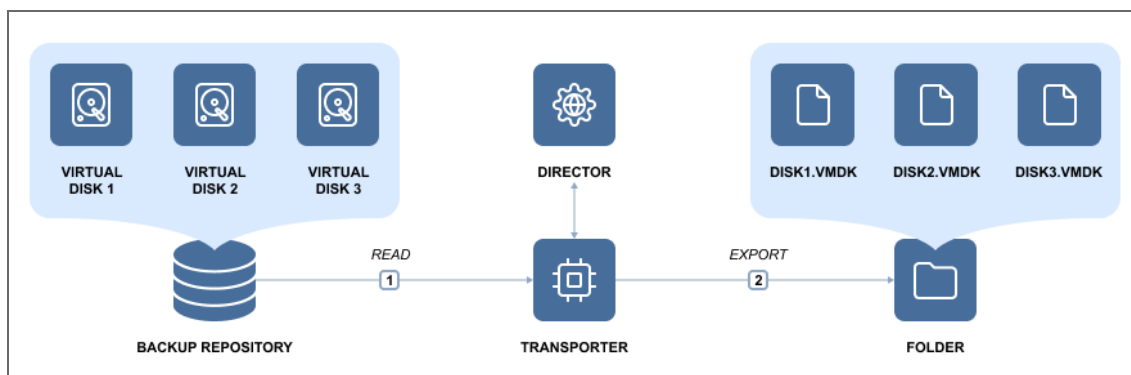 VIRTUAL
DISK 1
VIRTUAL
DISK 2
VIRTUAL
DISK 3
DIRECTOR
DISK1.VMDK
DISK2.VMDK
DISK3.VMDK
READ
1
EXPORT
2
BACKUP REPOSITORY
TRANSPORTER
FOLDER